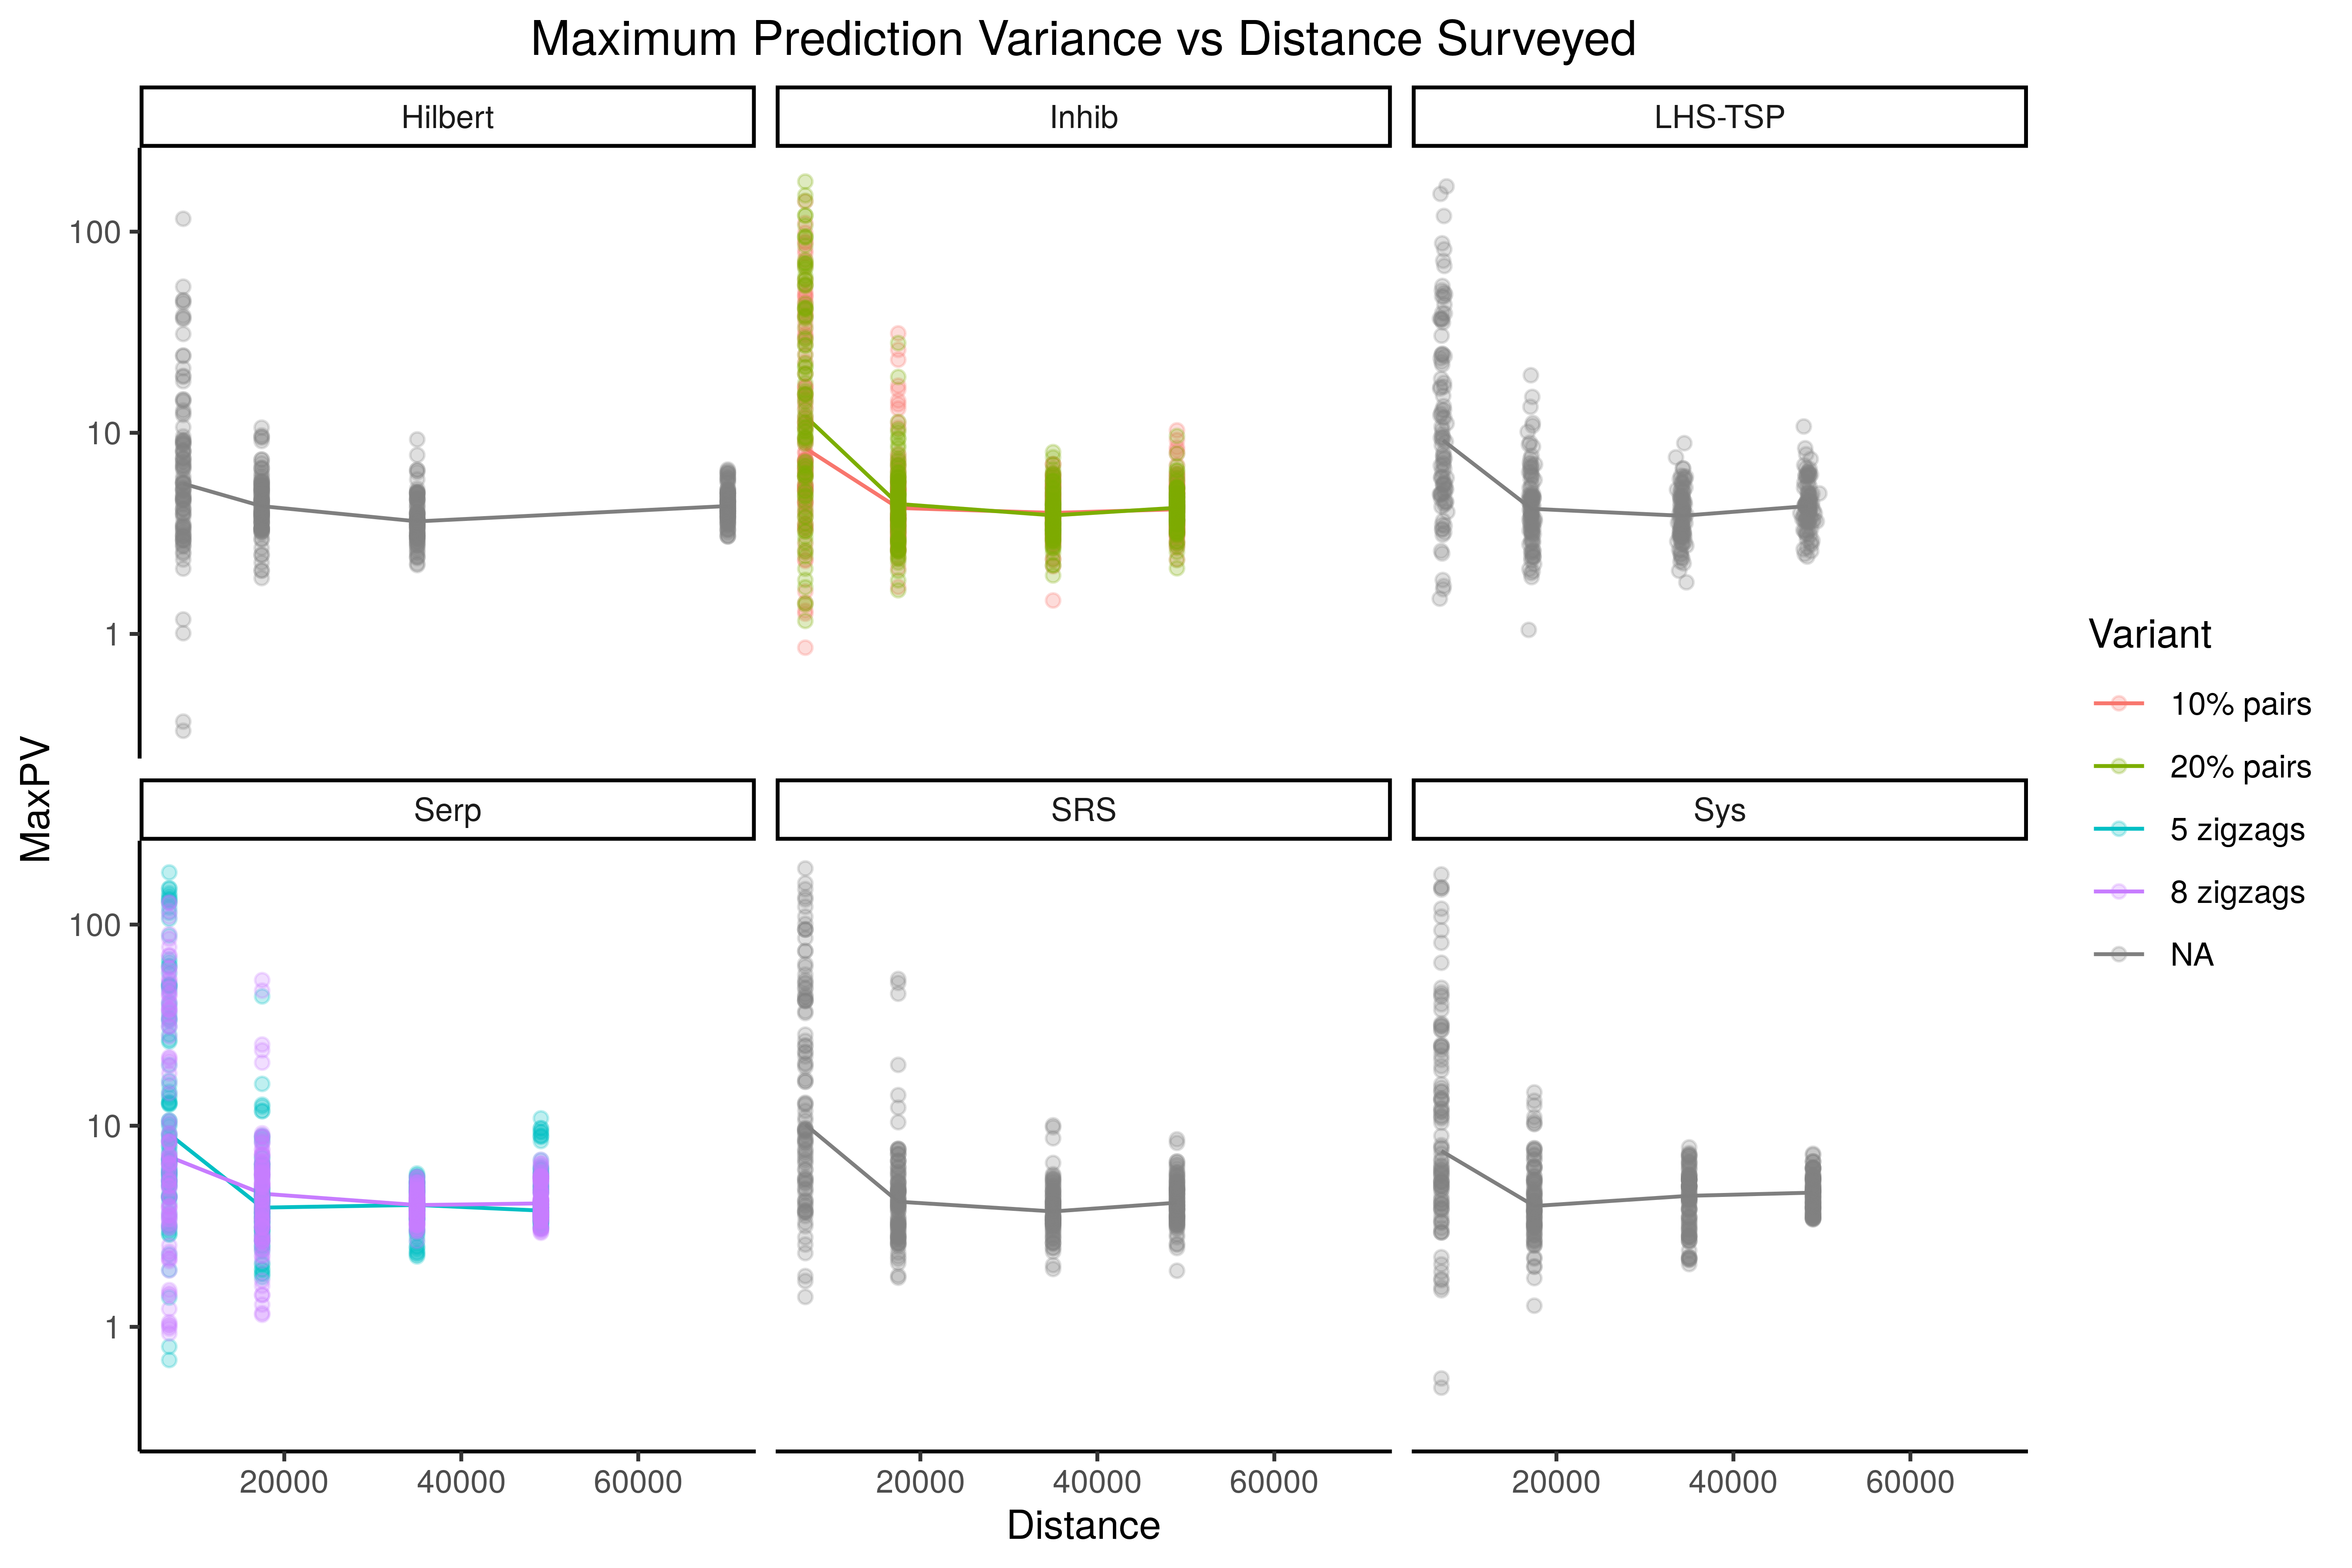 Maximum Prediction Variance vs Distance Surveyed
Hilbert
Inhib
LHS-TSP
100
10
1
Serp
SRS
Sys
100
10
1
20000
40000
60000
20000
40000
60000
20000
40000
60000
Distance
MaxPV
Variant
10% pairs
20% pairs
5 zigzags
8 zigzags
NA